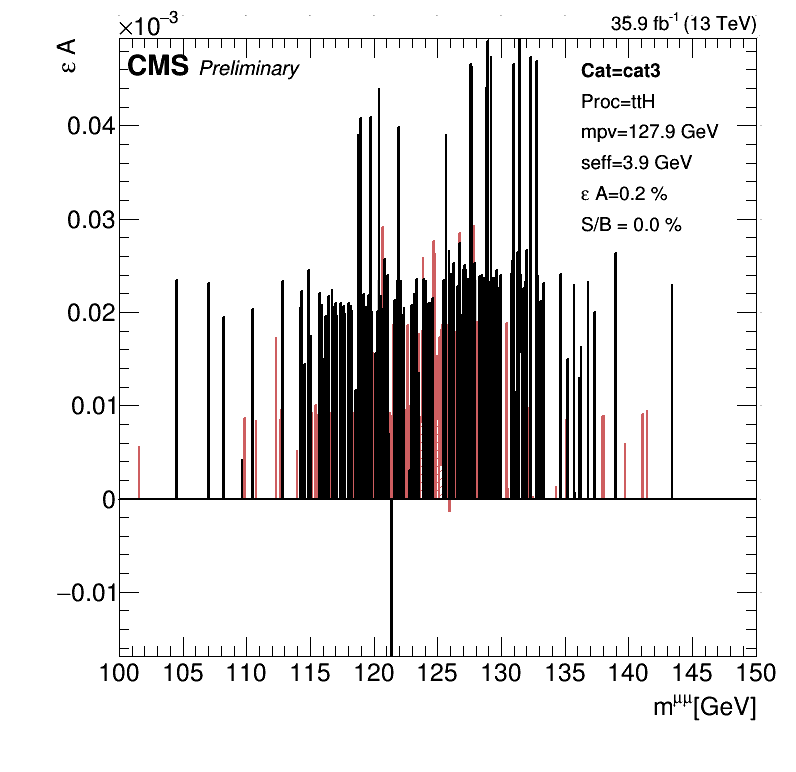 ×10⁻³
35.9 fb⁻¹ (13 TeV)
ε A
CMS Preliminary
Cat=cat3
Proc=ttH
mpv=127.9 GeV
seff=3.9 GeV
ε A=0.2 %
S/B = 0.0 %
0.04
0.03
0.02
0.01
0
−0.01
100 105 110 115 120 125 130 135 140 145 150
m^μμ[GeV]